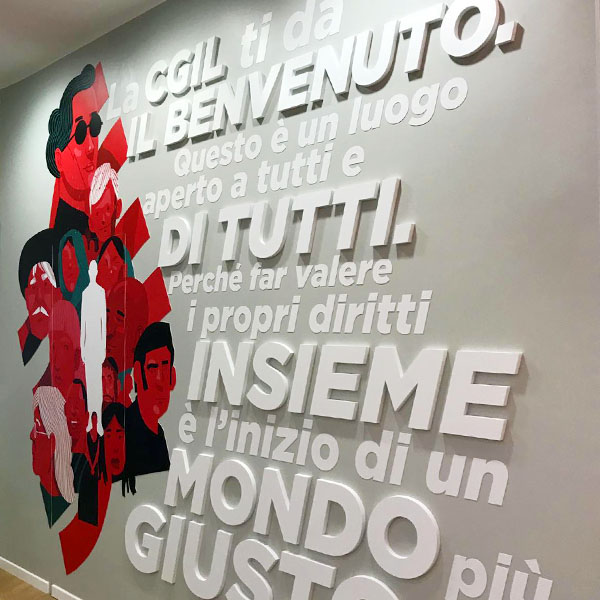 La CGIL ti dà
IL BENVENUTO.
Questo è un luogo
aperto a tutti e
DI TUTTI.
Perché far valere
i propri diritti
INSIEME
è l'inizio di un
MONDO più
GIUSTO